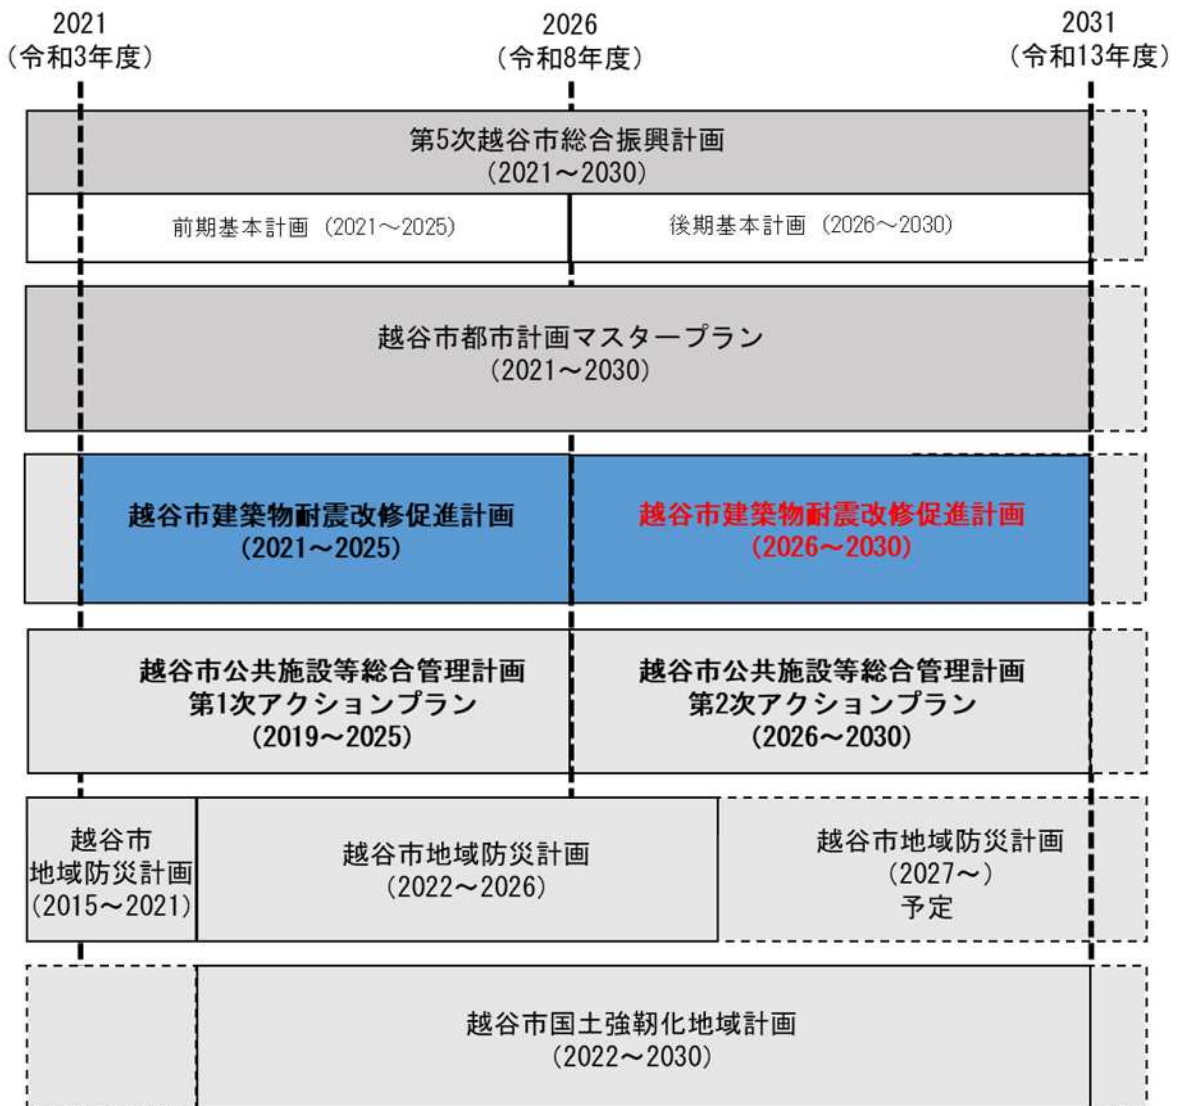 2021
（令和3年度）
2026
（令和8年度）
2031
（令和13年度）
第5次越谷市総合振興計画
（2021～2030）
前期基本計画（2021～2025）
後期基本計画（2026～2030）
越谷市都市計画マスタープラン
（2021～2030）
越谷市建築物耐震改修促進計画
（2021～2025）
越谷市建築物耐震改修促進計画
（2026～2030）
越谷市公共施設等総合管理計画
第1次アクションプラン
（2019～2025）
越谷市公共施設等総合管理計画
第2次アクションプラン
（2026～2030）
越谷市
地域防災計画
（2015～2021）
越谷市地域防災計画
（2022～2026）
越谷市地域防災計画
（2027～）
予定
越谷市国土強靭化地域計画
（2022～2030）